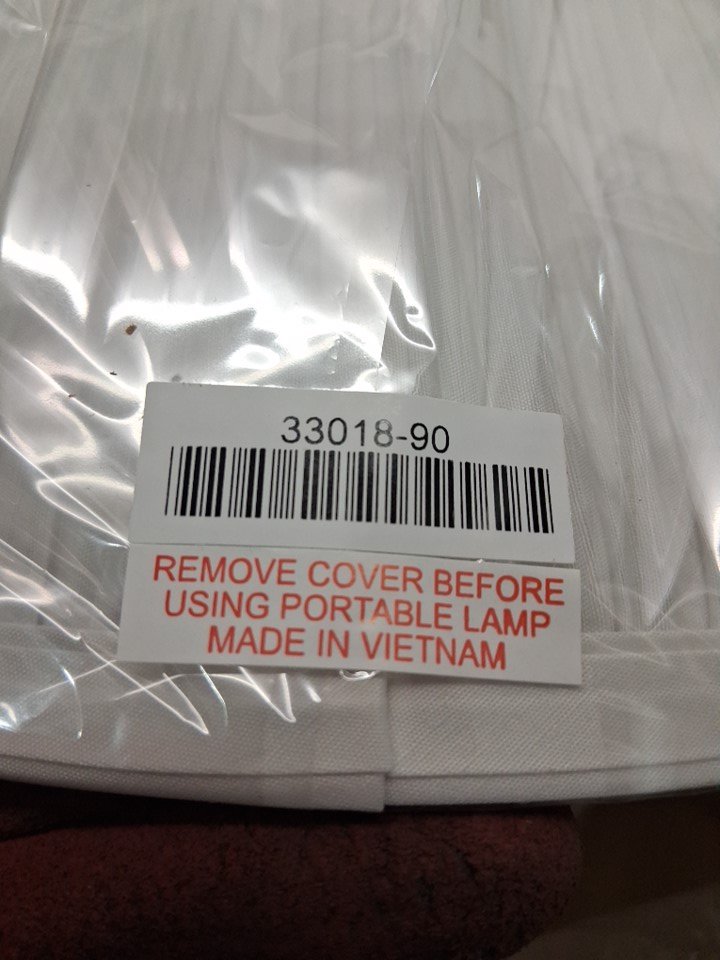 33018-90
REMOVE COVER BEFORE
USING PORTABLE LAMP
MADE IN VIETNAM